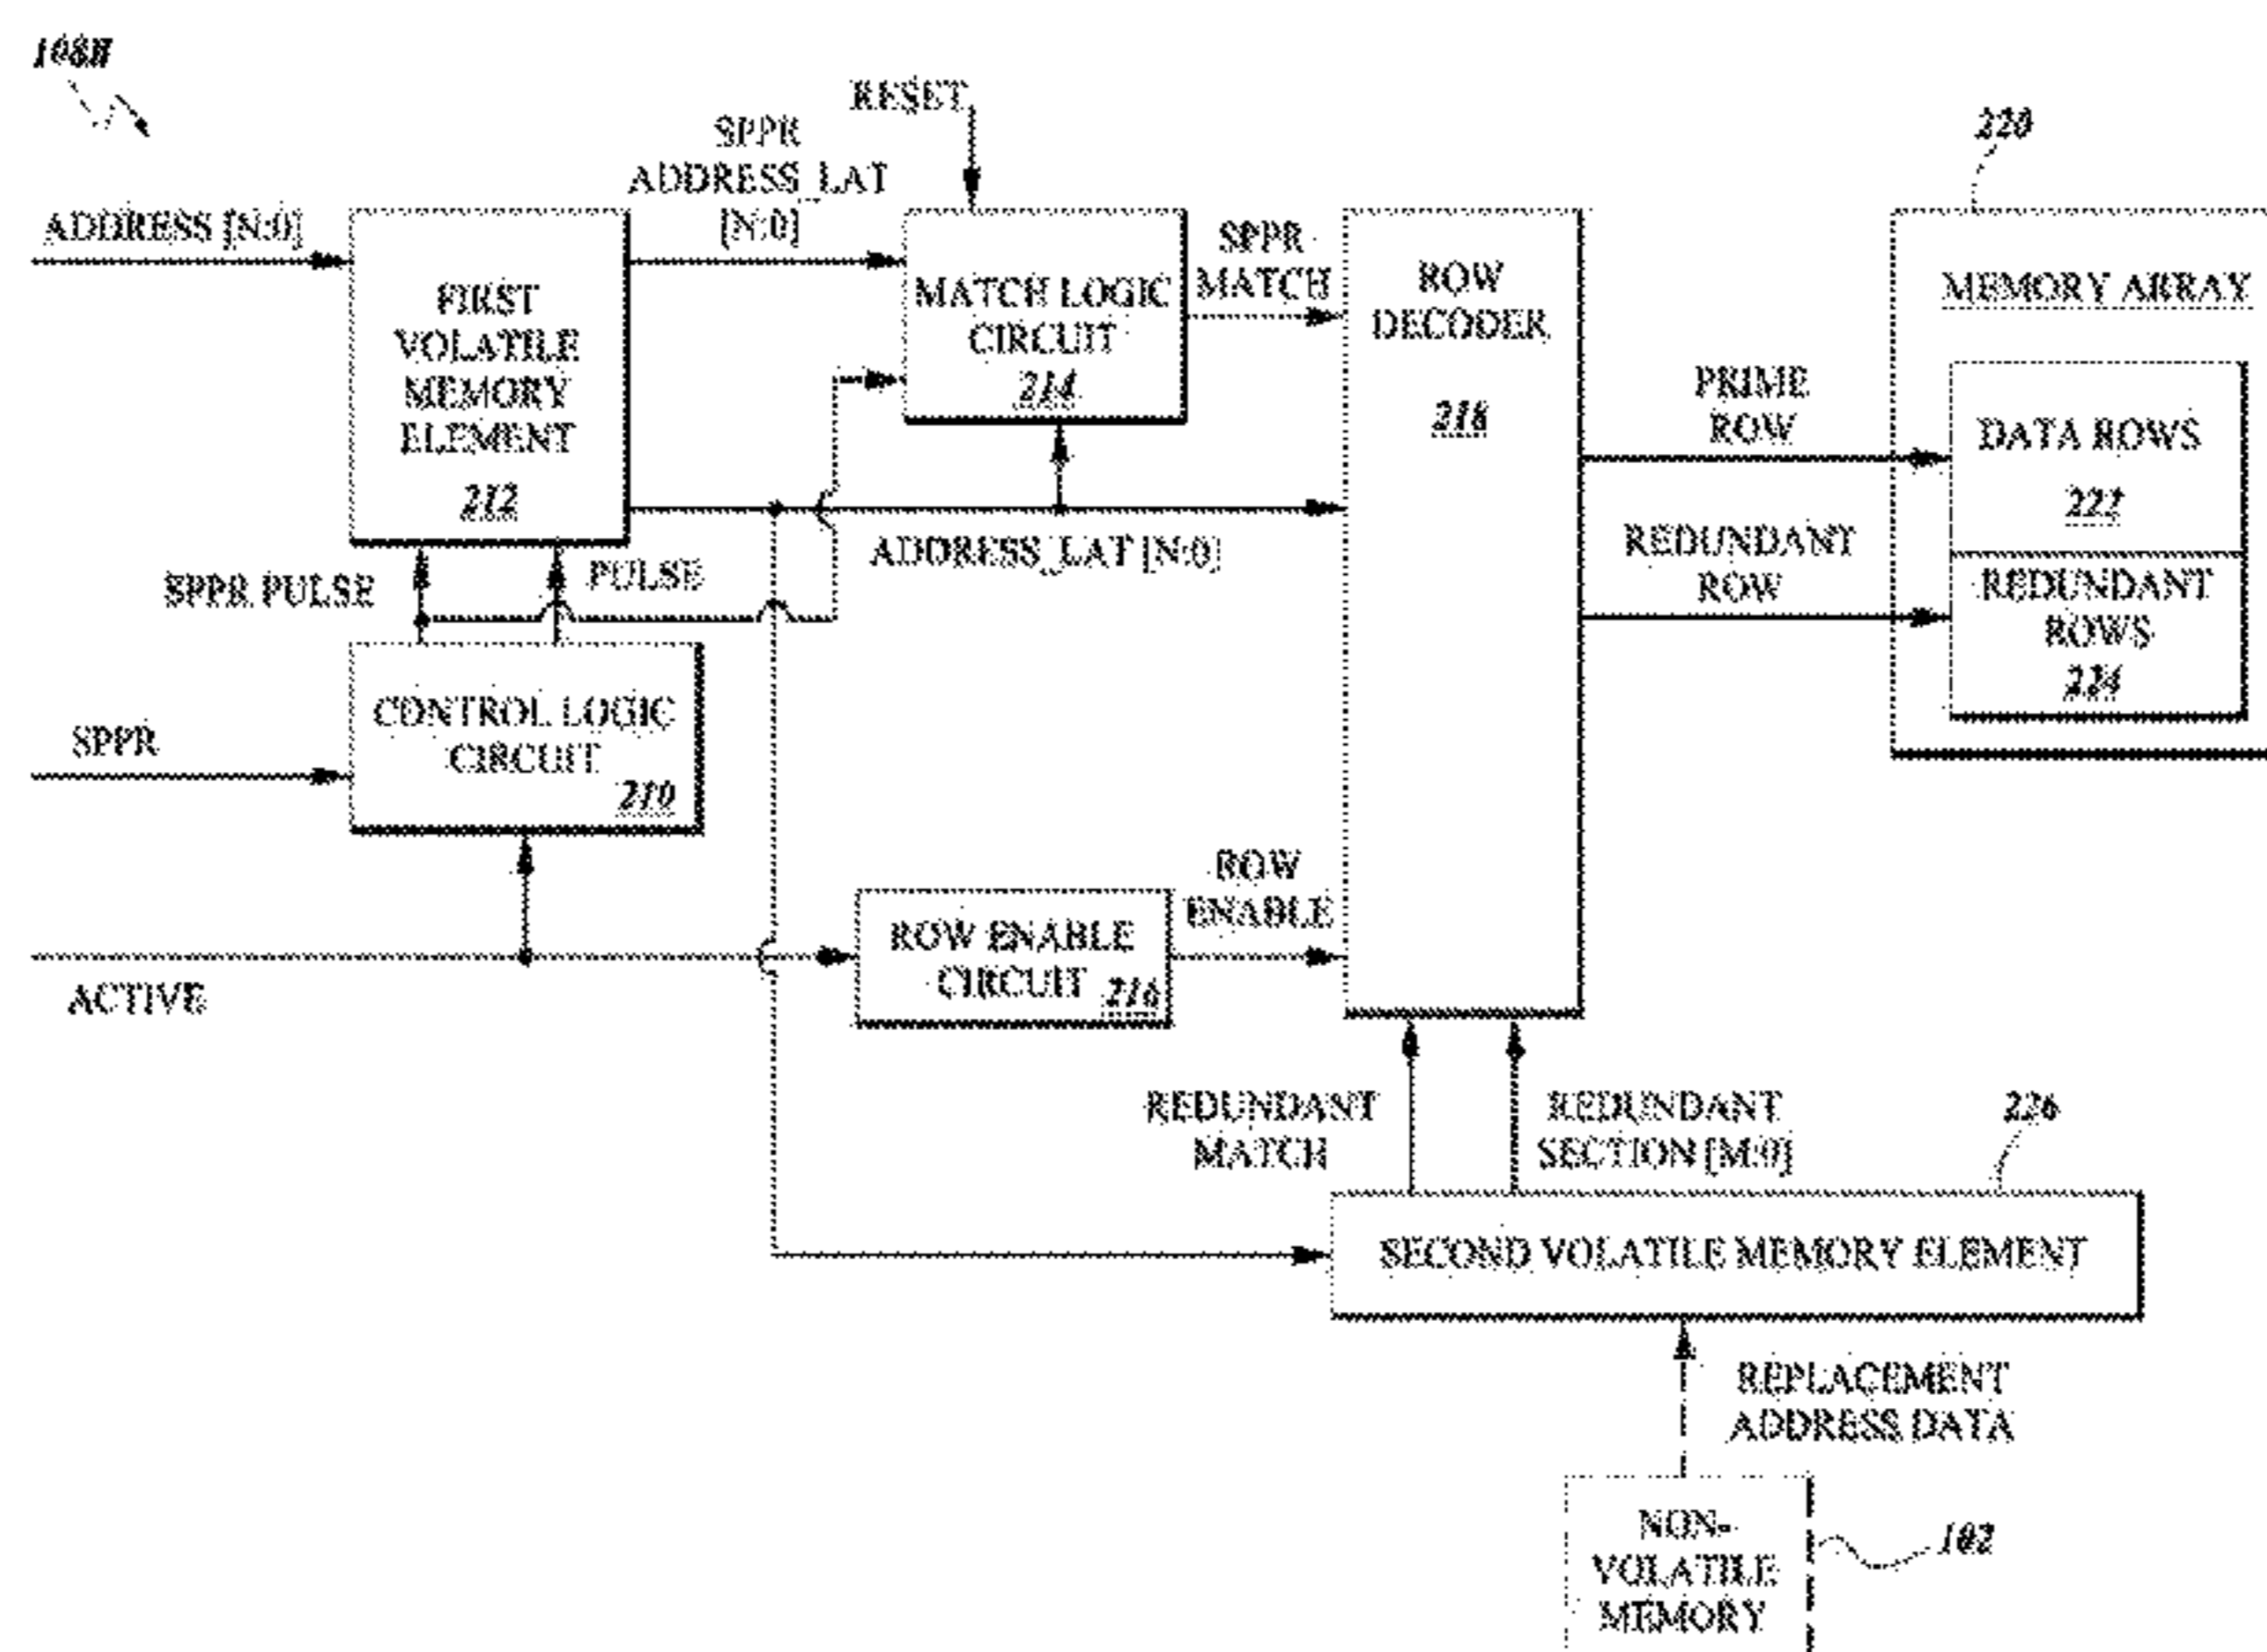 108B
RESET
220
SPPR
ADDRESS_LAT
[N:0]
ADDRESS [N:0]
FIRST
VOLATILE
MEMORY
ELEMENT
212
MATCH LOGIC
CIRCUIT
214
SPPR
MATCH
ROW
DECODER
218
MEMORY ARRAY
PRIME
ROW
DATA ROWS
222
REDUNDANT
ROW
REDUNDANT
ROWS
224
ADDRESS_LAT [N:0]
SPPR PULSE
PULSE
SPPR
CONTROL LOGIC
CIRCUIT
210
ACTIVE
ROW ENABLE
CIRCUIT
216
ROW
ENABLE
REDUNDANT
MATCH
REDUNDANT
SECTION [M:0]
226
SECOND VOLATILE MEMORY ELEMENT
REPLACEMENT
ADDRESS DATA
NON-
VOLATILE
MEMORY
102